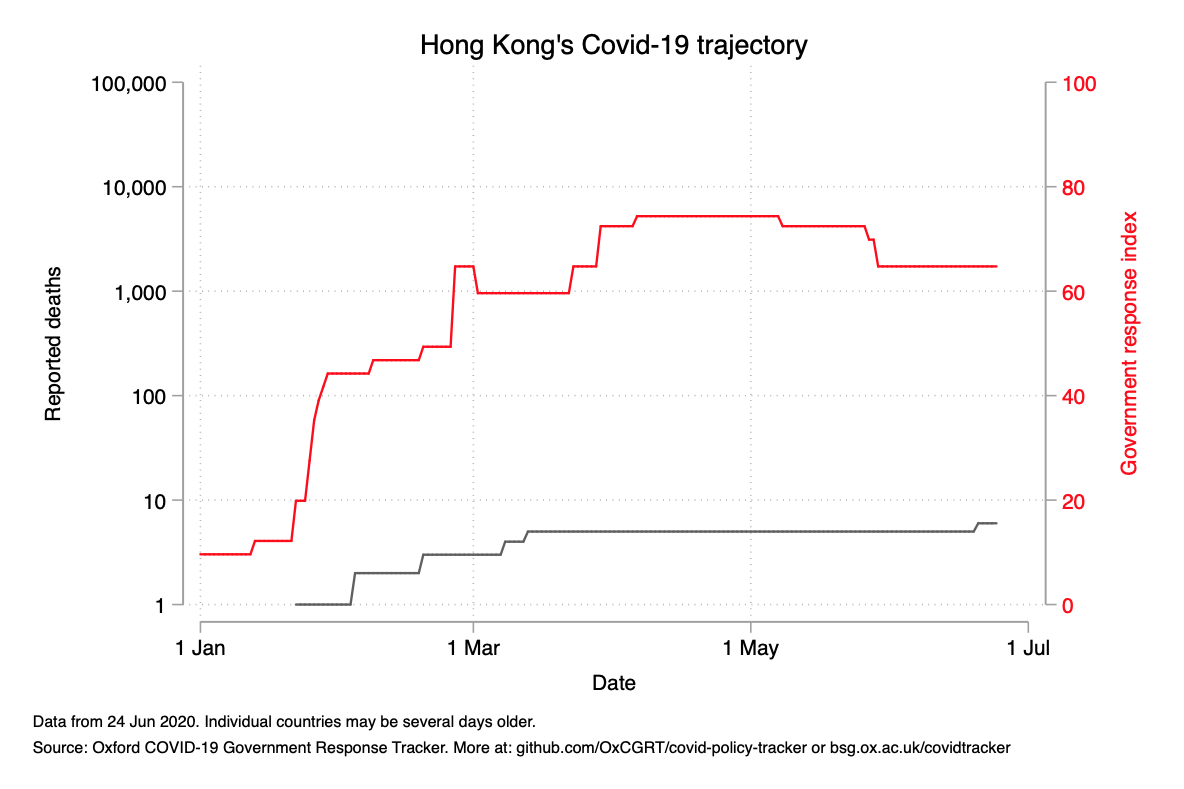 Hong Kong's Covid-19 trajectory
100,000
10,000
1,000
100
10
1
Reported deaths
100
80
60
40
20
0
Government response index
1 Jan
1 Mar
1 May
1 Jul
Date
Data from 24 Jun 2020. Individual countries may be several days older.
Source: Oxford COVID-19 Government Response Tracker. More at: github.com/OxCGRT/covid-policy-tracker or bsg.ox.ac.uk/covidtracker